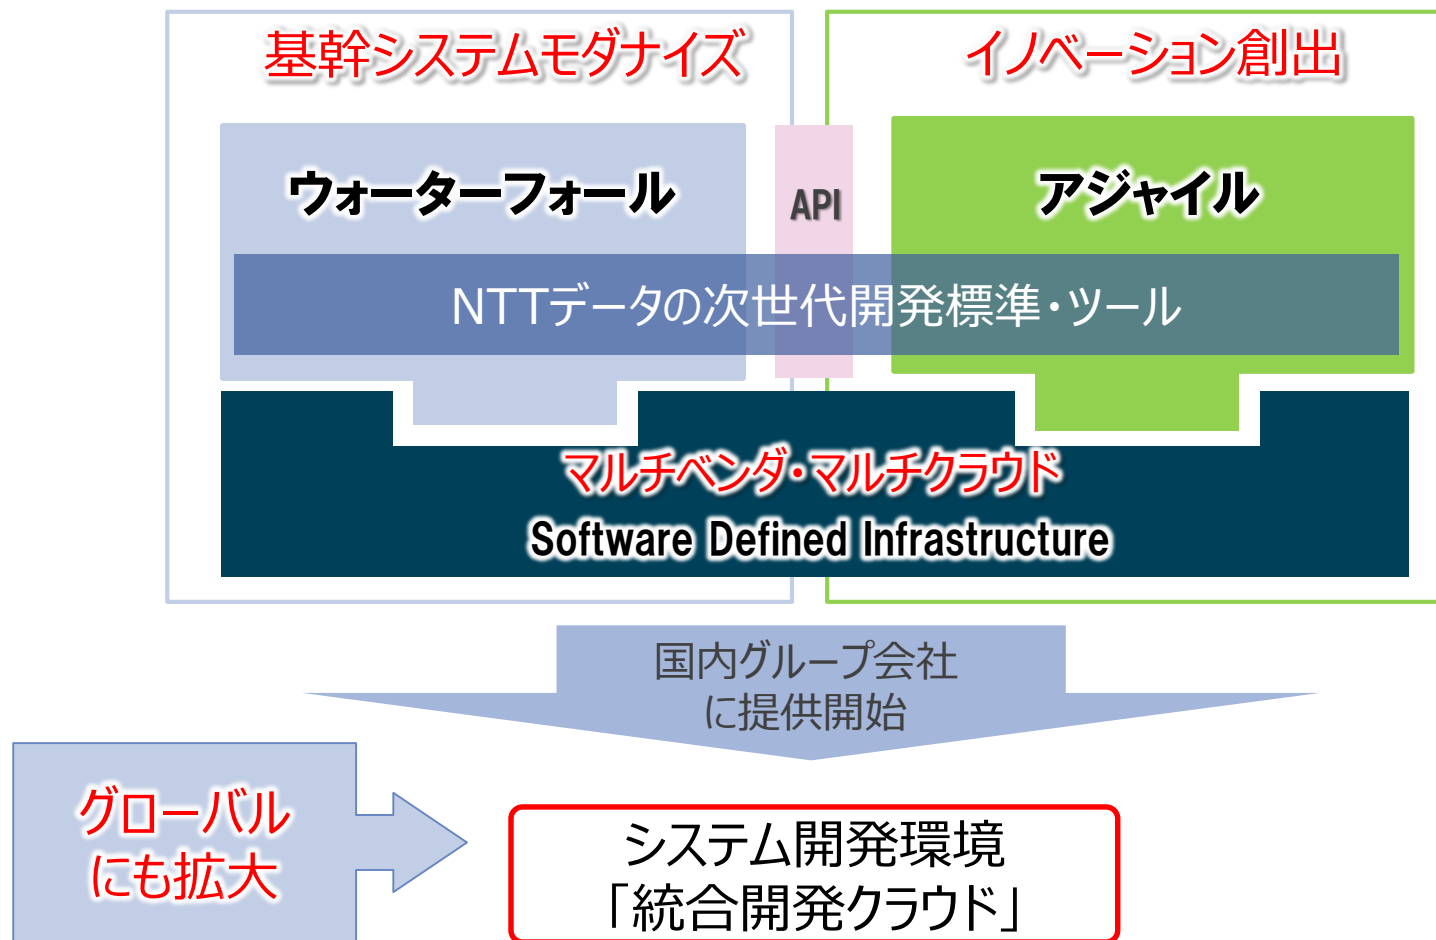 基幹システムモダナイズ
イノベーション創出
ウォーターフォール
API
アジャイル
NTTデータの次世代開発標準・ツール
マルチベンダ・マルチクラウド
Software Defined Infrastructure
国内グループ会社
に提供開始
グローバル
にも拡大
システム開発環境
「統合開発クラウド」